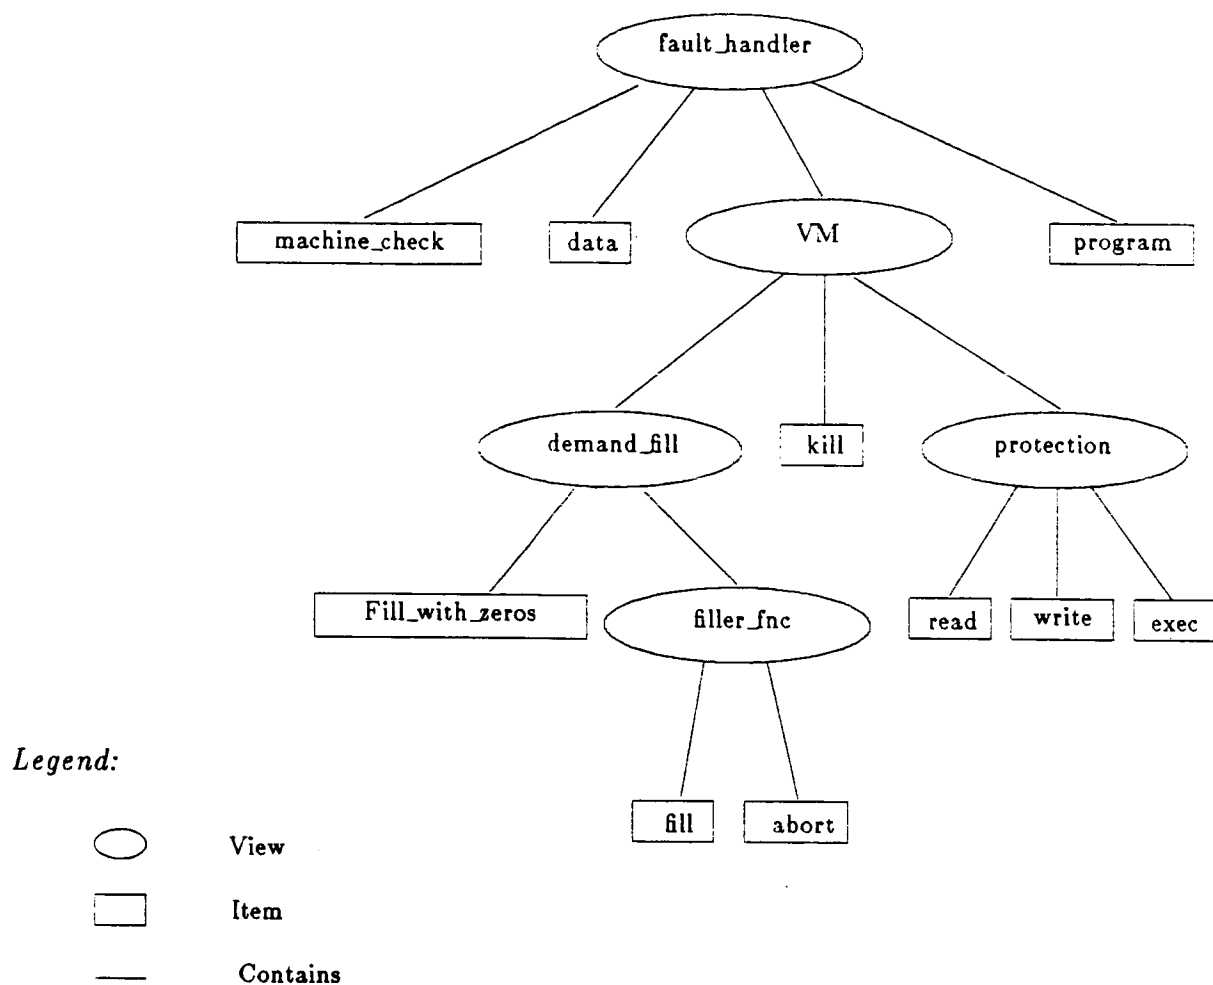 fault_handler
machine_check
data
VM
program
demand_fill
kill
protection
Fill_with_zeros
filler_fnc
read
write
exec
fill
abort
Legend:
View
Item
Contains